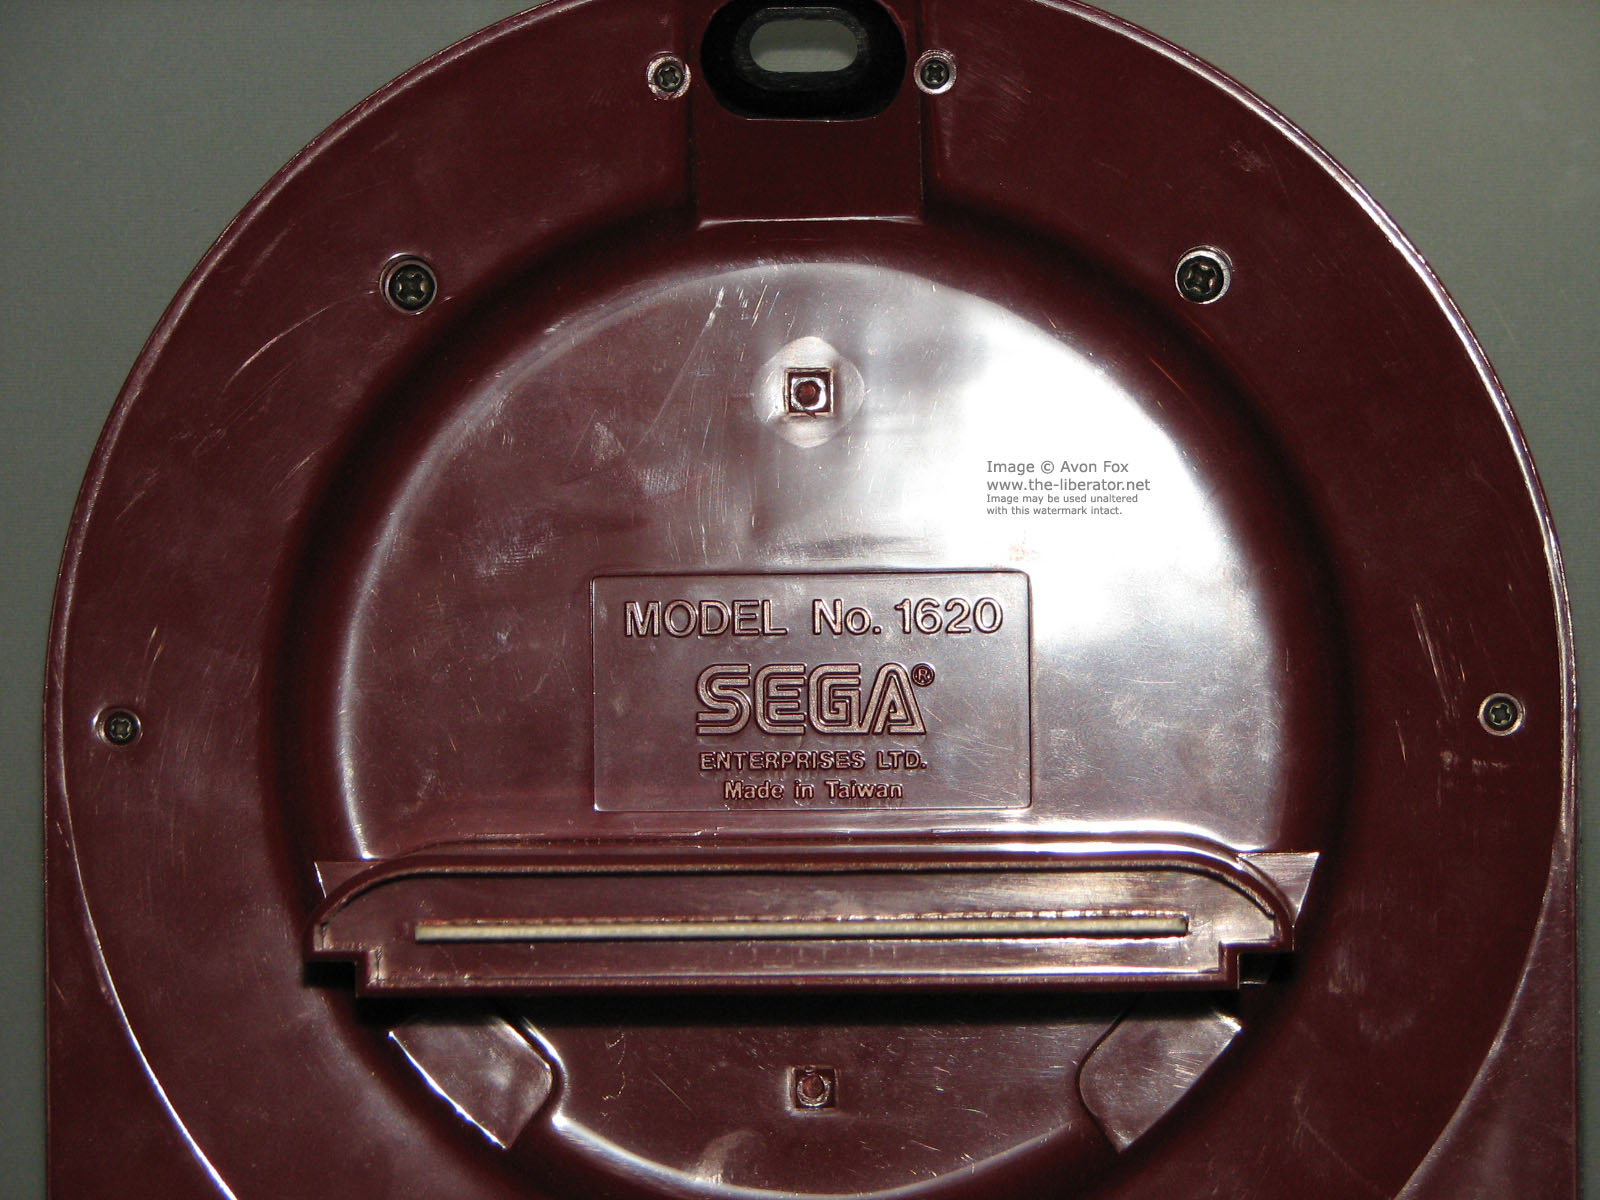 Image © Avon Fox
www.the-liberator.net
Image may be used unaltered
with this watermark intact.
MODEL No. 1620
SEGA®
ENTERPRISES LTD.
Made in Taiwan